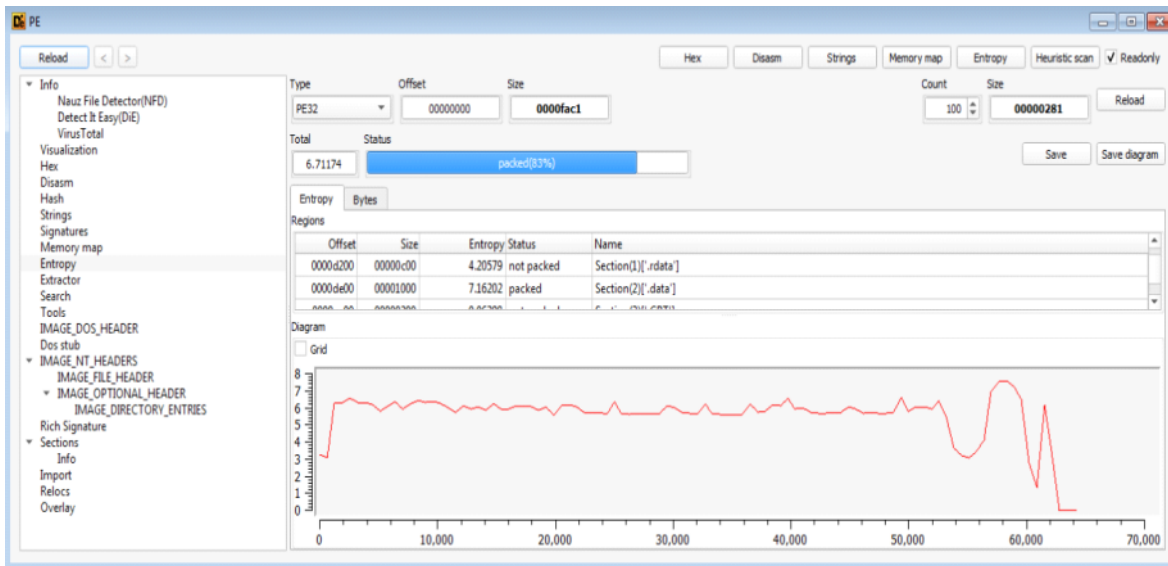 PE
Reload < > Hex Disasm Strings Memory map Entropy Heuristic scan Readonly
Info
Nauz File Detector(NFD)
Detect It Easy(DiE)
VirusTotal
Visualization
Hex
Disasm
Hash
Strings
Signatures
Memory map
Entropy
Extractor
Search
Tools
IMAGE_DOS_HEADER
Dos stub
IMAGE_NT_HEADERS
IMAGE_FILE_HEADER
IMAGE_OPTIONAL_HEADER
IMAGE_DIRECTORY_ENTRIES
Rich Signature
Sections
Info
Import
Relocs
Overlay
Type Offset Size Count Size
PE32 00000000 0000fac1 100 00000281 Reload
Total Status
6.71174 packed(83%) Save Save diagram
Entropy Bytes
Regions
Offset Size Entropy Status Name
0000d200 00000c00 4.20579 not packed Section(1)['.rdata']
0000de00 00001000 7.16202 packed Section(2)['.data']
Diagram
Grid
8
7
6
5
4
3
2
1
0
0 10,000 20,000 30,000 40,000 50,000 60,000 70,000